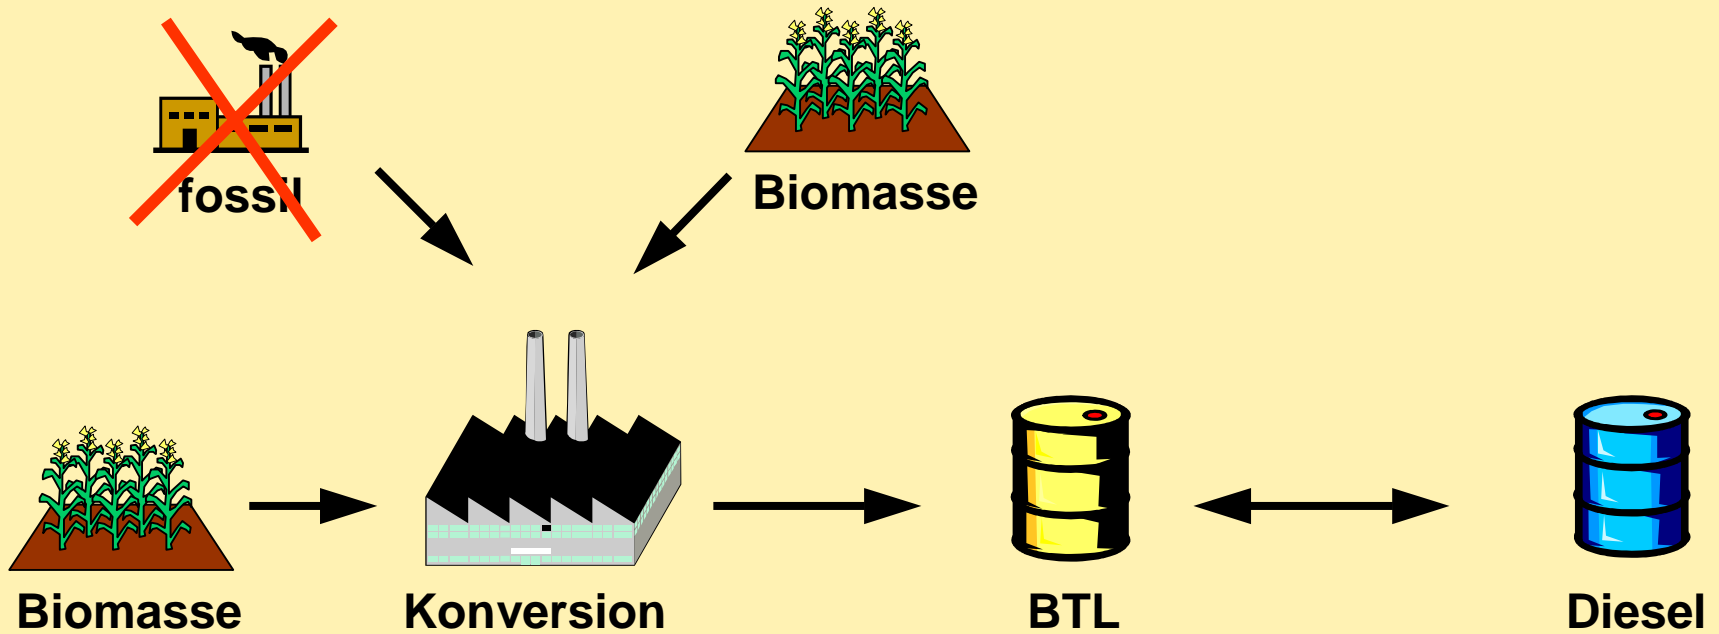 fossil
Biomasse
Biomasse
Konversion
BTL
Diesel